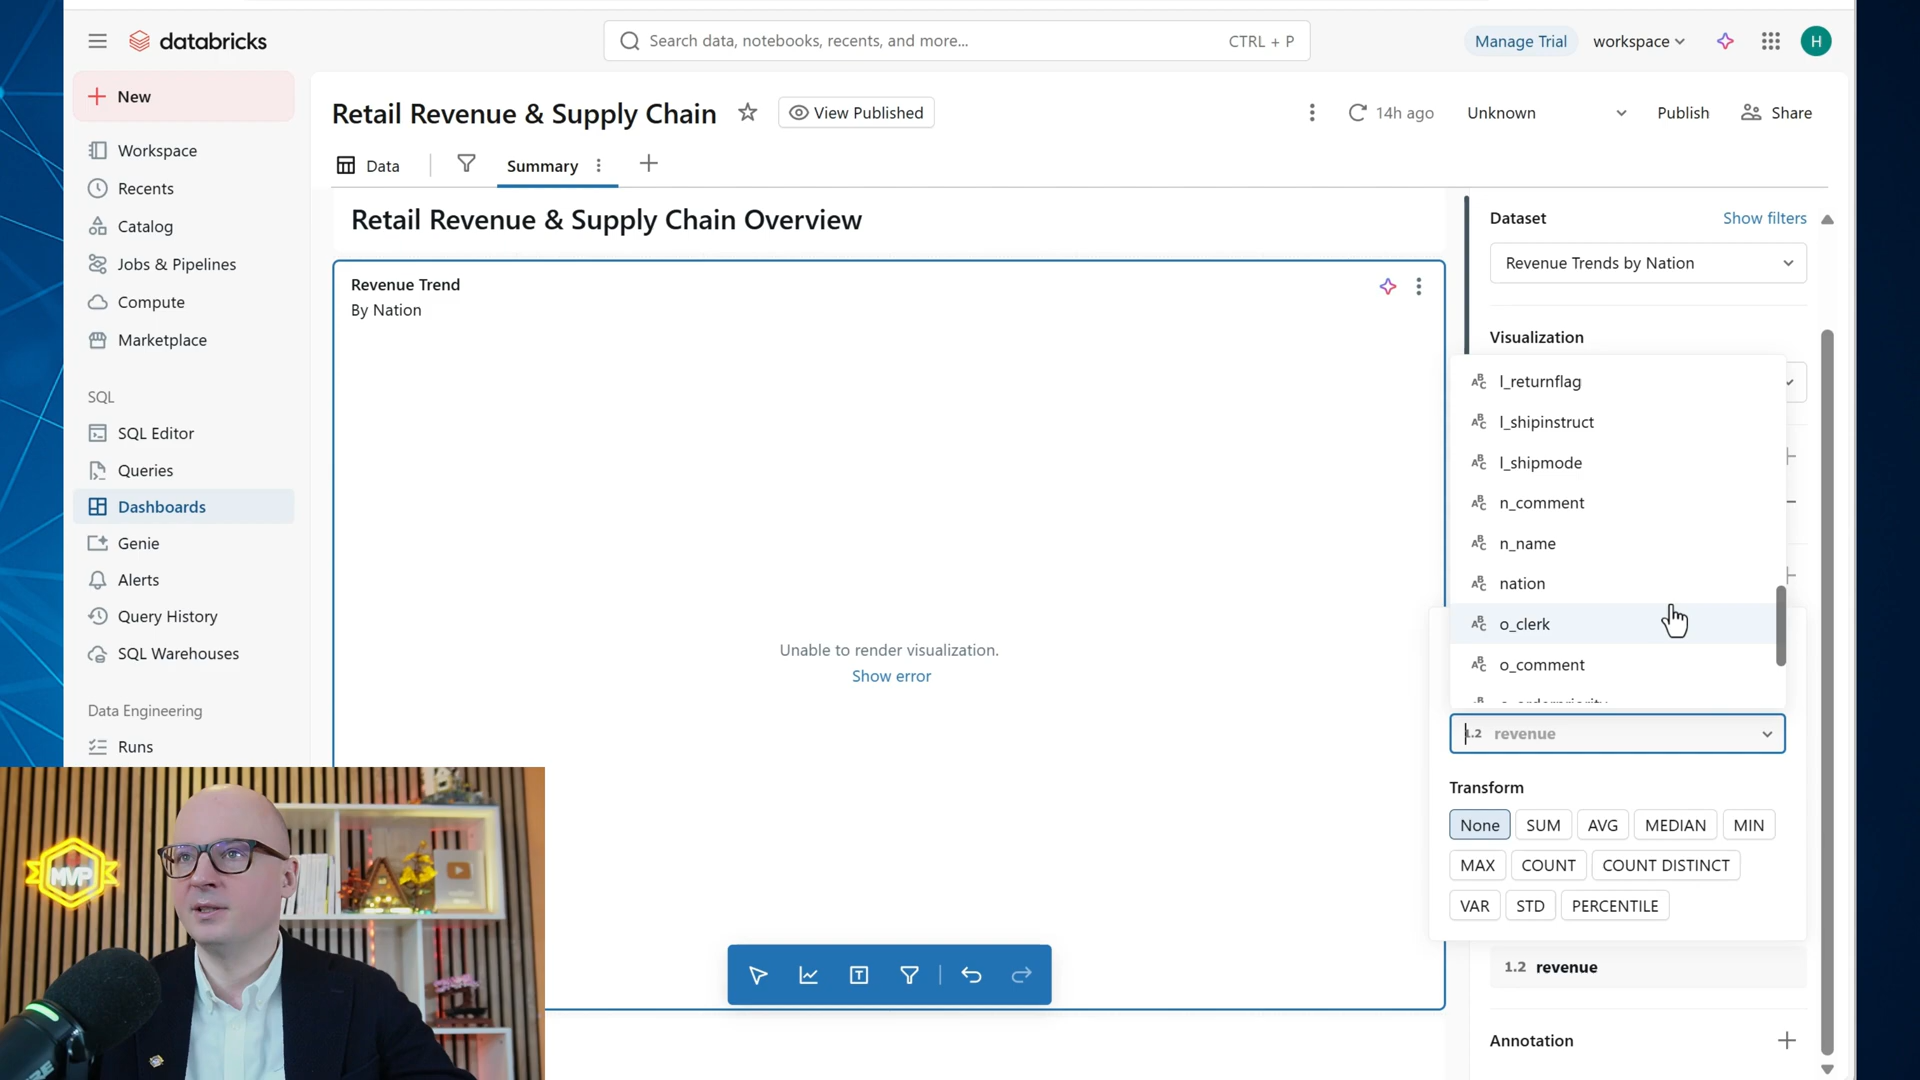 databricks
Search data, notebooks, recents, and more...
CTRL + P
Manage Trial
workspace
H
New
Workspace
Recents
Catalog
Jobs & Pipelines
Compute
Marketplace
SQL
SQL Editor
Queries
Dashboards
Genie
Alerts
Query History
SQL Warehouses
Data Engineering
Runs
Retail Revenue & Supply Chain
View Published
14h ago
Unknown
Publish
Share
Data
Summary
Retail Revenue & Supply Chain Overview
Revenue Trend
By Nation
Unable to render visualization.
Show error
Dataset
Show filters
Revenue Trends by Nation
Visualization
l_returnflag
l_shipinstruct
l_shipmode
n_comment
n_name
nation
o_clerk
o_comment
1.2 revenue
Transform
None SUM AVG MEDIAN MIN
MAX COUNT COUNT DISTINCT
VAR STD PERCENTILE
1.2 revenue
Annotation
MVP